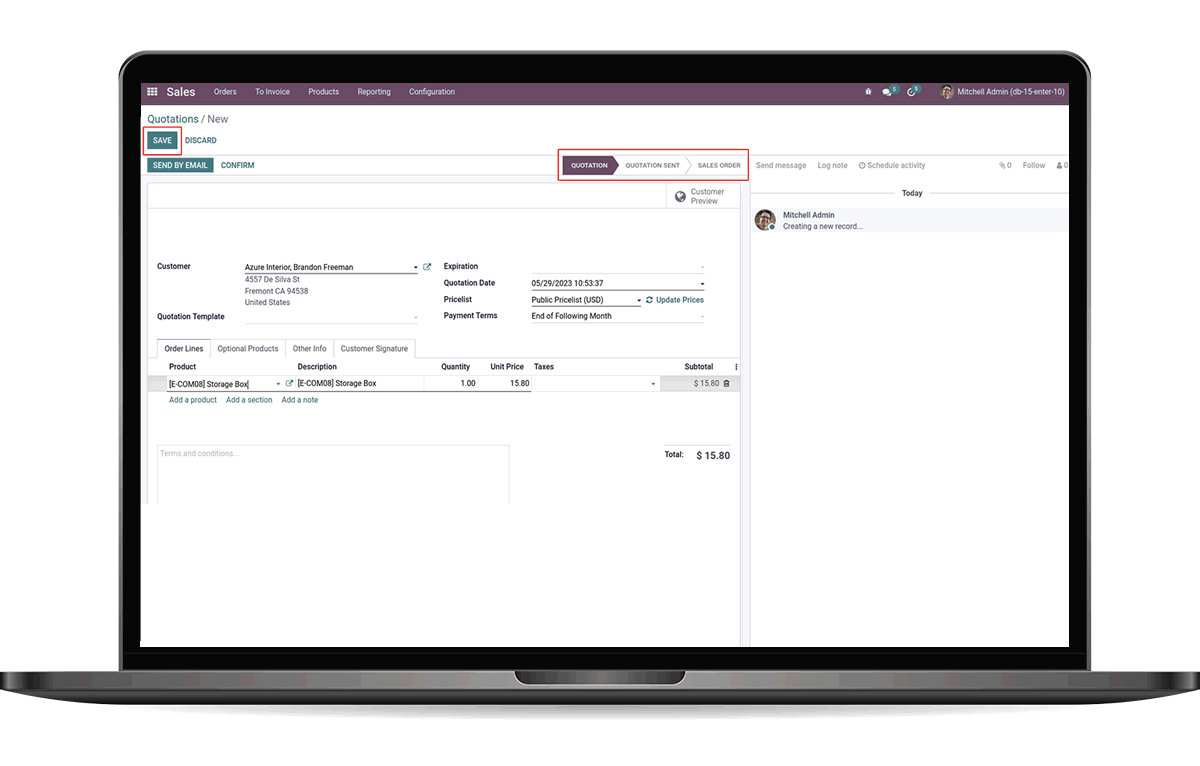 Sales Orders To Invoice Products Reporting Configuration 5 5 Mitchell Admin (db-15-enter-10)
Quotations / New
SAVE DISCARD
SEND BY EMAIL CONFIRM QUOTATION QUOTATION SENT SALES ORDER Send message Log note Schedule activity 0 Follow 0
Customer
Preview
Today
Mitchell Admin
Creating a new record...
Customer Azure Interior, Brandon Freeman
4557 De Silva St
Fremont CA 94538
United States
Quotation Template
Expiration
Quotation Date 05/29/2023 10:53:37
Pricelist Public Pricelist (USD) Update Prices
Payment Terms End of Following Month
Order Lines Optional Products Other Info Customer Signature
Product Description Quantity Unit Price Taxes Subtotal
[E-COM08] Storage Box [E-COM08] Storage Box 1.00 15.80 $ 15.80
Add a product Add a section Add a note
Terms and conditions...
Total: $ 15.80